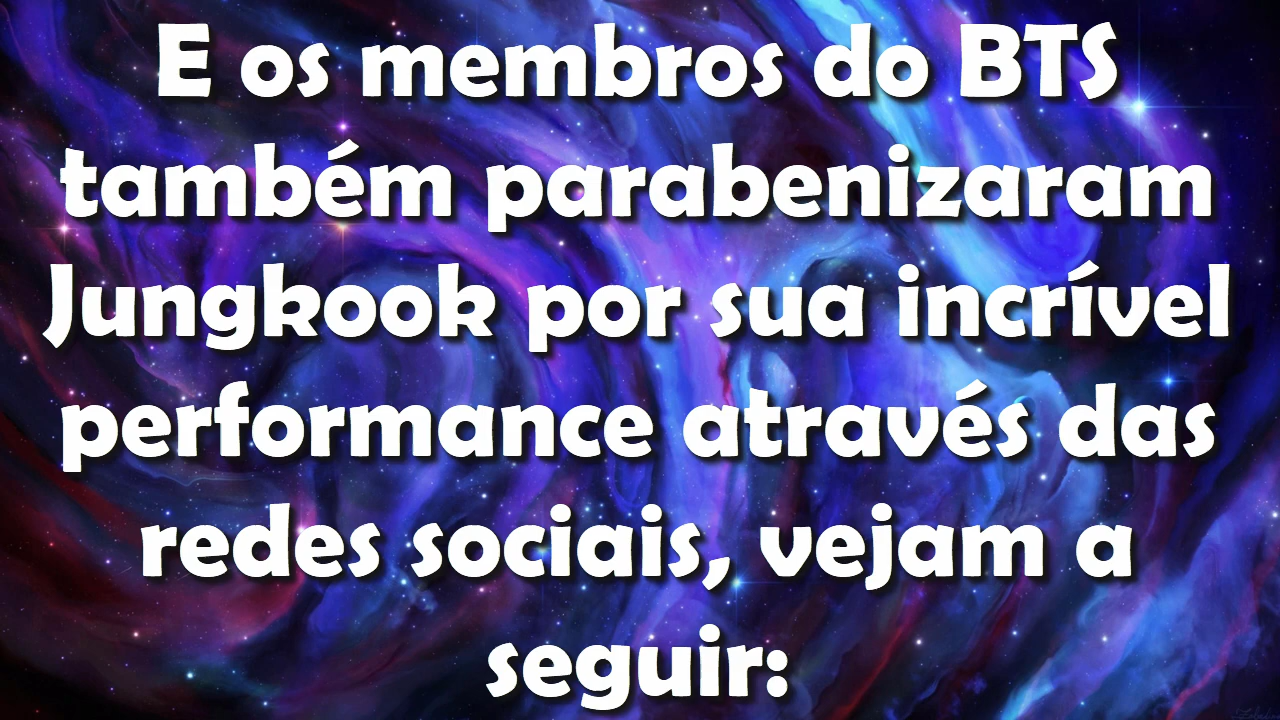 E os membros do BTS
também parabenizaram
Jungkook por sua incrível
performance através das
redes sociais, vejam a
seguir: